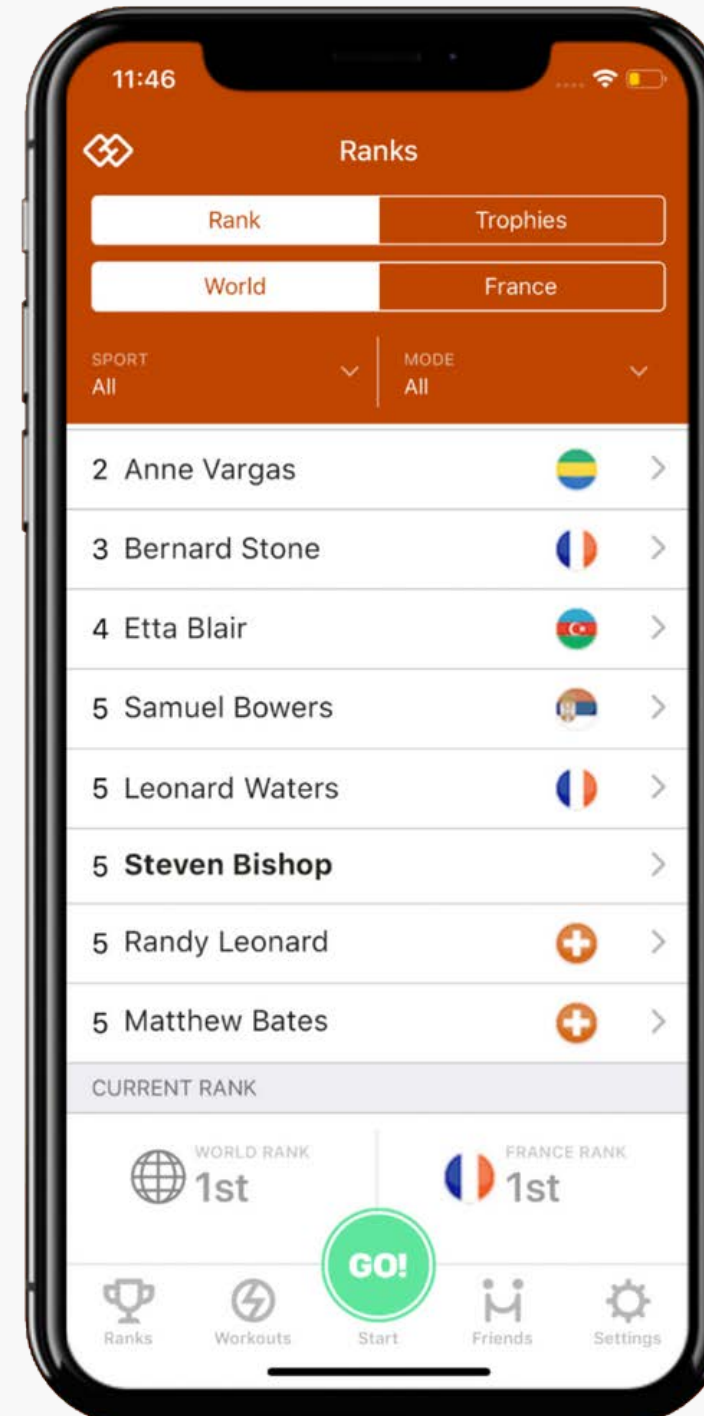 11:46
Ranks
Rank Trophies
World France
SPORT MODE
All All
2 Anne Vargas
3 Bernard Stone
4 Etta Blair
5 Samuel Bowers
5 Leonard Waters
5 Steven Bishop
5 Randy Leonard
5 Matthew Bates
CURRENT RANK
WORLD RANK FRANCE RANK
1st 1st
GO!
Ranks Workouts Start Friends Settings